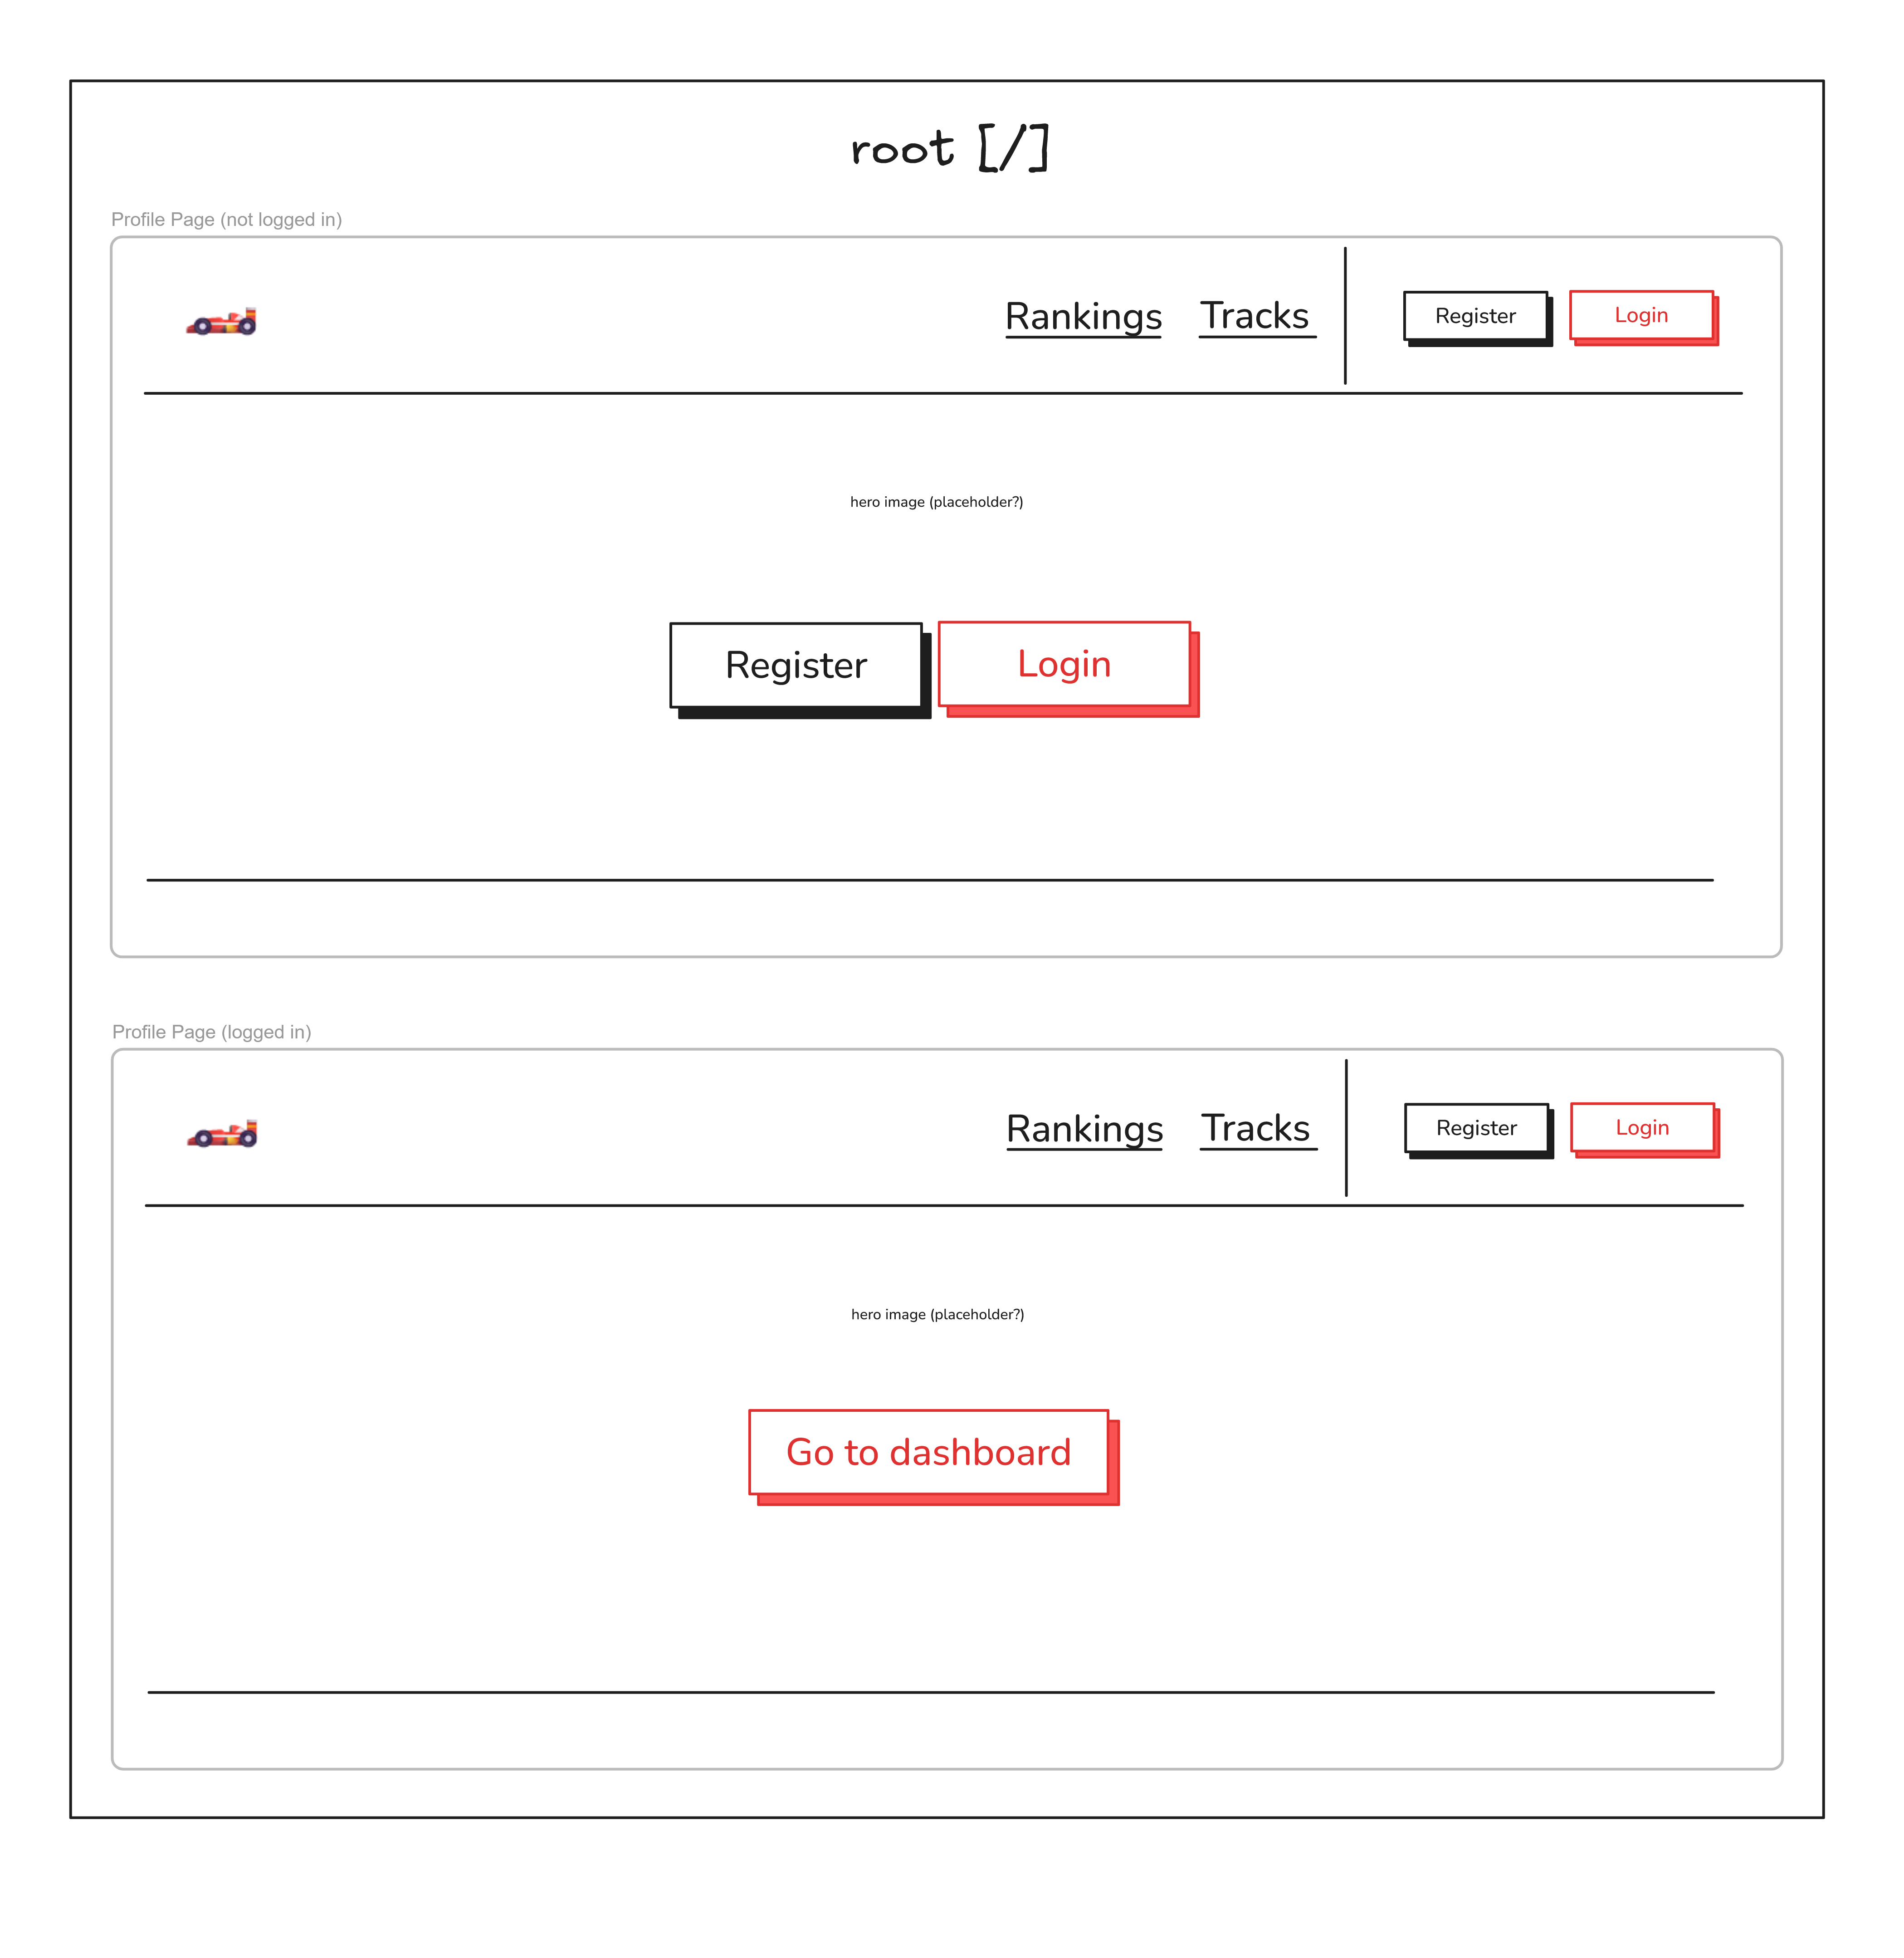 root [/]
Profile Page (not logged in)
Rankings Tracks Register Login
hero image (placeholder?)
Register Login
Profile Page (logged in)
Rankings Tracks Register Login
hero image (placeholder?)
Go to dashboard